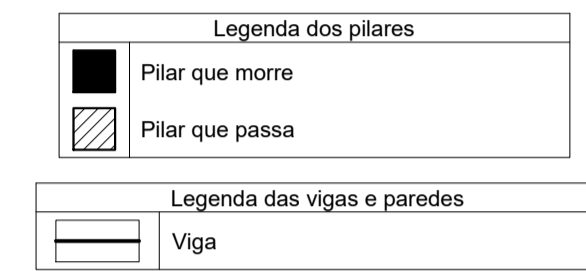 Legenda dos pilares
Pilar que morre
Pilar que passa
Legenda das vigas e paredes
Viga